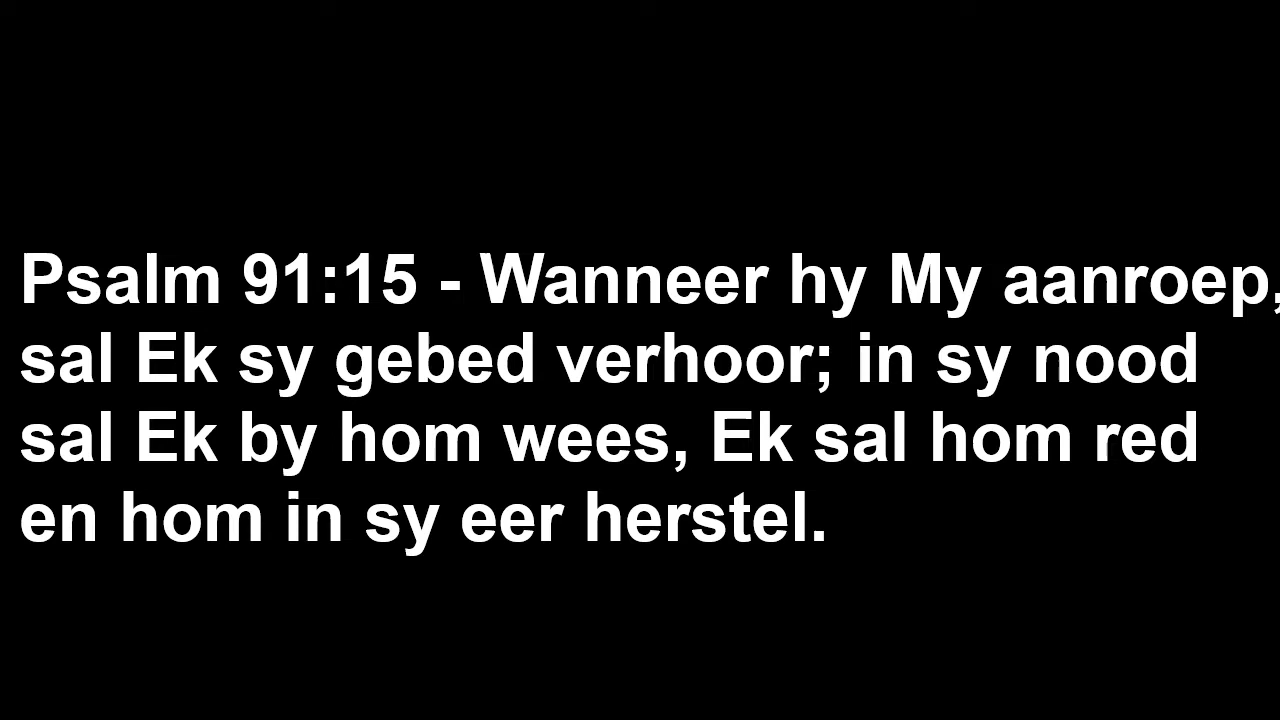 Psalm 91:15 - Wanneer hy My aanroep,
sal Ek sy gebed verhoor; in sy nood
sal Ek by hom wees, Ek sal hom red
en hom in sy eer herstel.